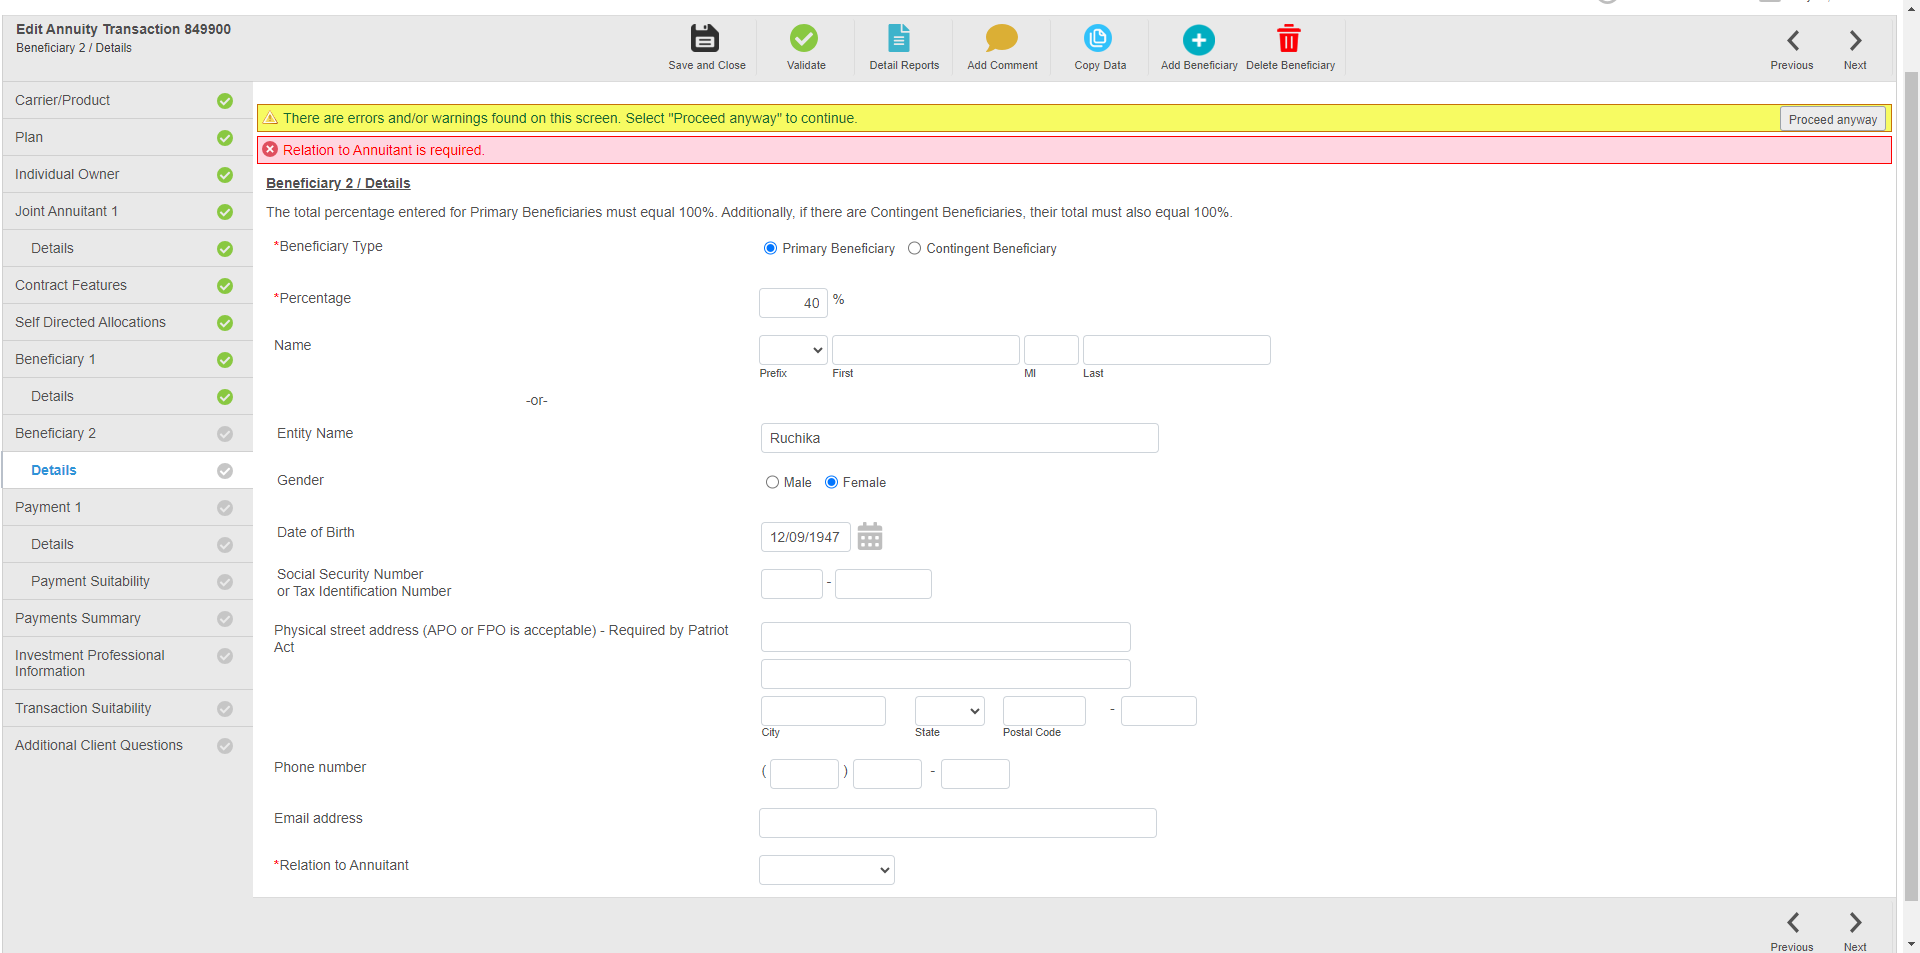 Edit Annuity Transaction 849900
Beneficiary 2 / Details
Save and Close
Validate
Detail Reports
Add Comment
Copy Data
Add Beneficiary
Delete Beneficiary
Previous
Next
Carrier/Product
Plan
Individual Owner
Joint Annuitant 1
Details
Contract Features
Self Directed Allocations
Beneficiary 1
Details
Beneficiary 2
Details
Payment 1
Details
Payment Suitability
Payments Summary
Investment Professional
Information
Transaction Suitability
Additional Client Questions
There are errors and/or warnings found on this screen. Select "Proceed anyway" to continue.
Proceed anyway
Relation to Annuitant is required.
Beneficiary 2 / Details
The total percentage entered for Primary Beneficiaries must equal 100%. Additionally, if there are Contingent Beneficiaries, their total must also equal 100%.
*Beneficiary Type
Primary Beneficiary
Contingent Beneficiary
*Percentage
40 %
Name
Prefix
First
MI
Last
-or-
Entity Name
Ruchika
Gender
Male
Female
Date of Birth
12/09/1947
Social Security Number
or Tax Identification Number
-
Physical street address (APO or FPO is acceptable) - Required by Patriot
Act
-
City
State
Postal Code
Phone number
( ) -
Email address
*Relation to Annuitant
Previous
Next